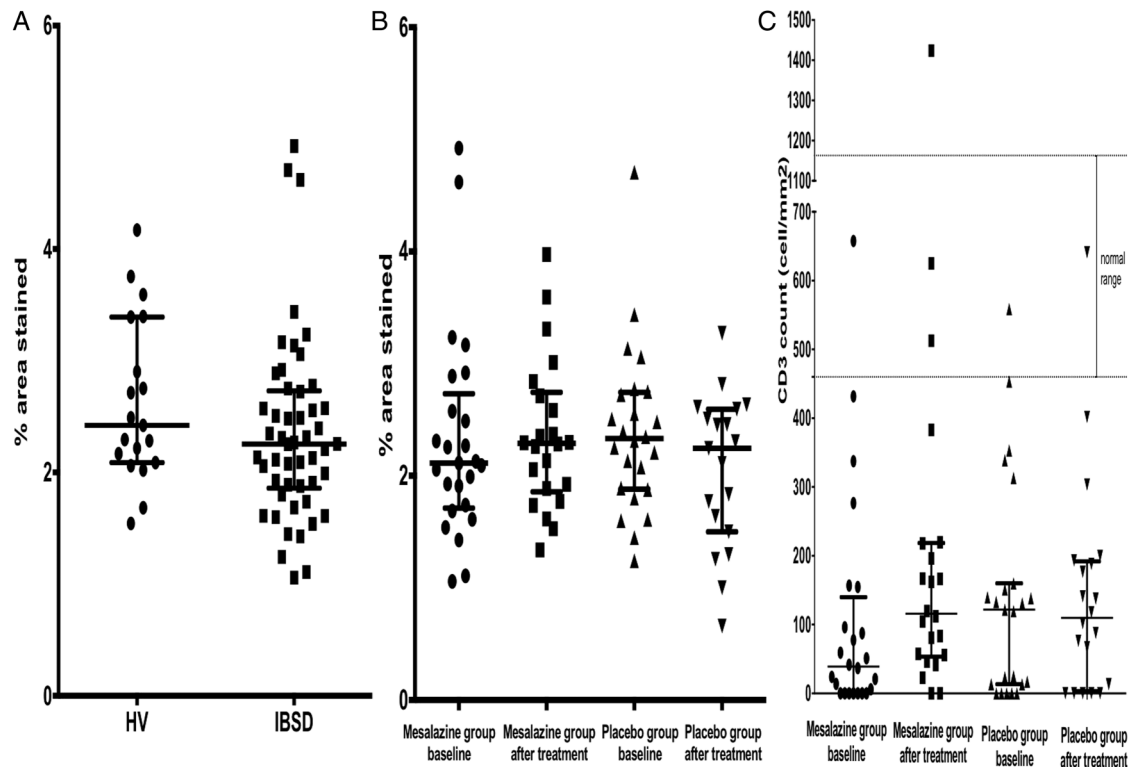 A
6
4
2
0
% area stained
HV
IBSD
B
6
4
2
0
% area stained
Mesalazine group
baseline
Mesalazine group
after treatment
Placebo group
baseline
Placebo group
after treatment
C
1500
1400
1300
1200
1100
700
600
500
400
300
200
100
0
CD3 count (cell/mm2)
normal
range
Mesalazine group
baseline
Mesalazine group
after treatment
Placebo group
baseline
Placebo group
after treatment